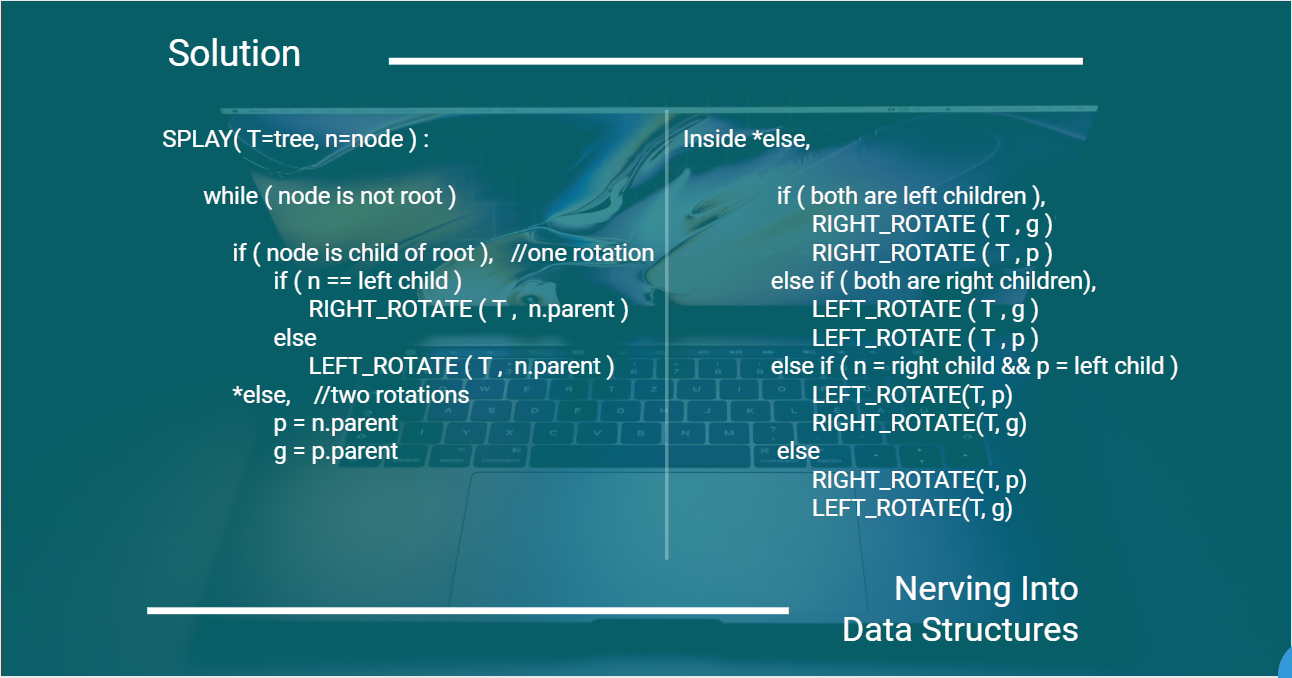 Solution
SPLAY( T=tree, n=node ) :
while ( node is not root )
if ( node is child of root ),   //one rotation
if ( n == left child )
RIGHT_ROTATE ( T ,  n.parent )
else
LEFT_ROTATE ( T ,  n.parent )
*else,    //two rotations
p = n.parent
g = p.parent
Inside *else,
if ( both are left children ),
RIGHT_ROTATE ( T , g )
RIGHT_ROTATE ( T , p )
else if ( both are right children),
LEFT_ROTATE ( T , g )
LEFT_ROTATE ( T , p )
else if ( n = right child && p = left child )
LEFT_ROTATE(T, p)
RIGHT_ROTATE(T, g)
else
RIGHT_ROTATE(T, p)
LEFT_ROTATE(T, g)
Nerving Into
Data Structures